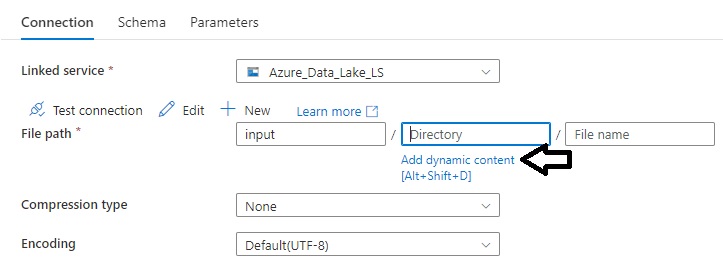 Connection Schema Parameters
Linked service *
Azure_Data_Lake_LS
Test connection Edit New Learn more
File path * input / Directory / File name
Add dynamic content
[Alt+Shift+D]
Compression type None
Encoding Default(UTF-8)